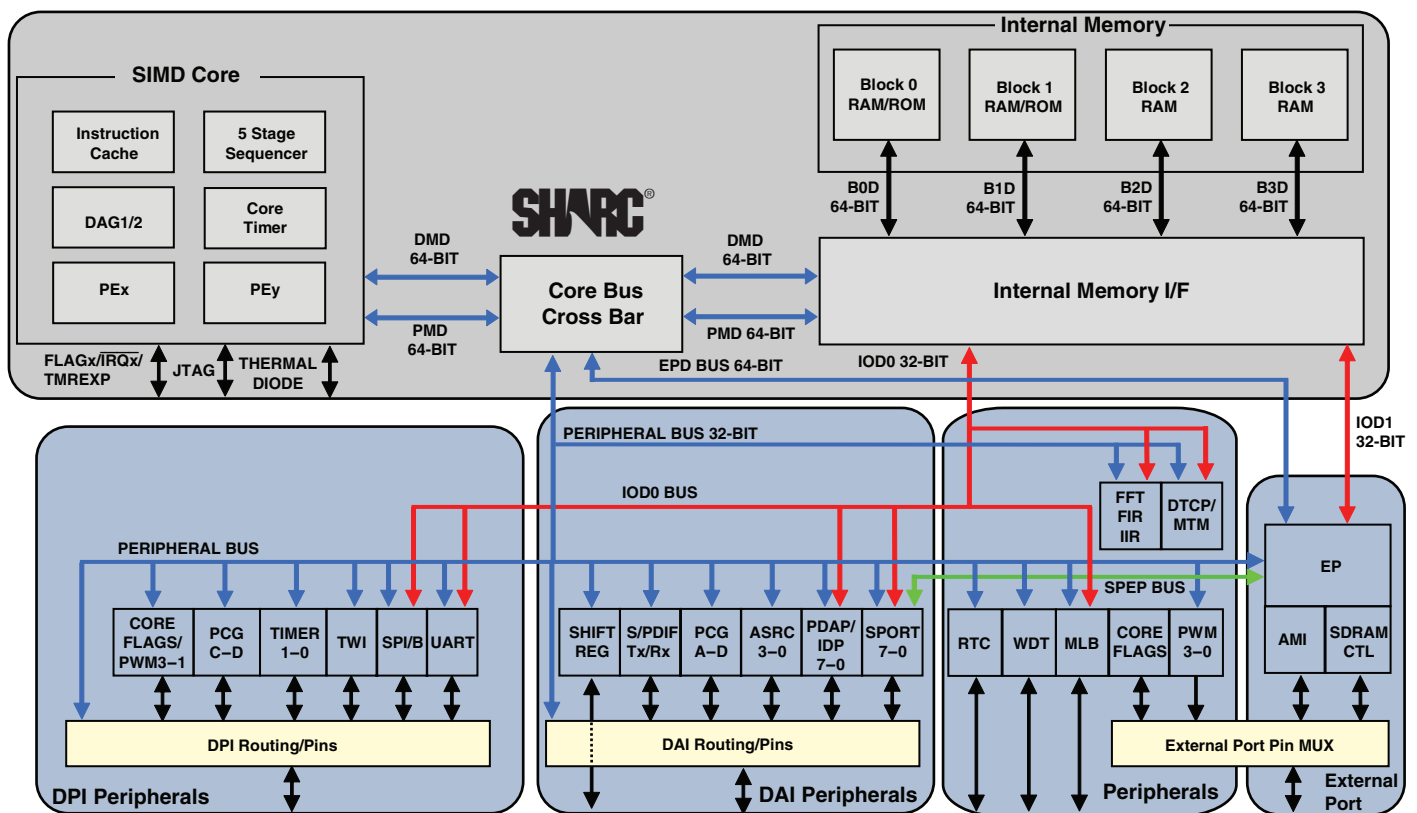 Internal Memory
SIMD Core
Block 0
RAM/ROM
Block 1
RAM/ROM
Block 2
RAM
Block 3
RAM
Instruction
Cache
5 Stage
Sequencer
DAG1/2
Core
Timer
PEx
PEy
B0D
64-BIT
B1D
64-BIT
B2D
64-BIT
B3D
64-BIT
SHARC®
DMD
64-BIT
DMD
64-BIT
Core Bus
Cross Bar
Internal Memory I/F
PMD
64-BIT
PMD 64-BIT
FLAGx/IRQx/
TMREXP
JTAG
THERMAL
DIODE
EPD BUS 64-BIT
IOD0 32-BIT
IOD1
32-BIT
PERIPHERAL BUS 32-BIT
IOD0 BUS
FFT
FIR
IIR
DTCP/
MTM
PERIPHERAL BUS
SPEP BUS
EP
CORE
FLAGS/
PWM3–1
PCG
C–D
TIMER
1–0
TWI
SPI/B
UART
SHIFT
REG
S/PDIF
Tx/Rx
PCG
A–D
ASRC
3–0
PDAP/
IDP
7–0
SPORT
7–0
RTC
WDT
MLB
CORE
FLAGS
PWM
3–0
AMI
SDRAM
CTL
DPI Routing/Pins
DAI Routing/Pins
External Port Pin MUX
DPI Peripherals
DAI Peripherals
Peripherals
External
Port